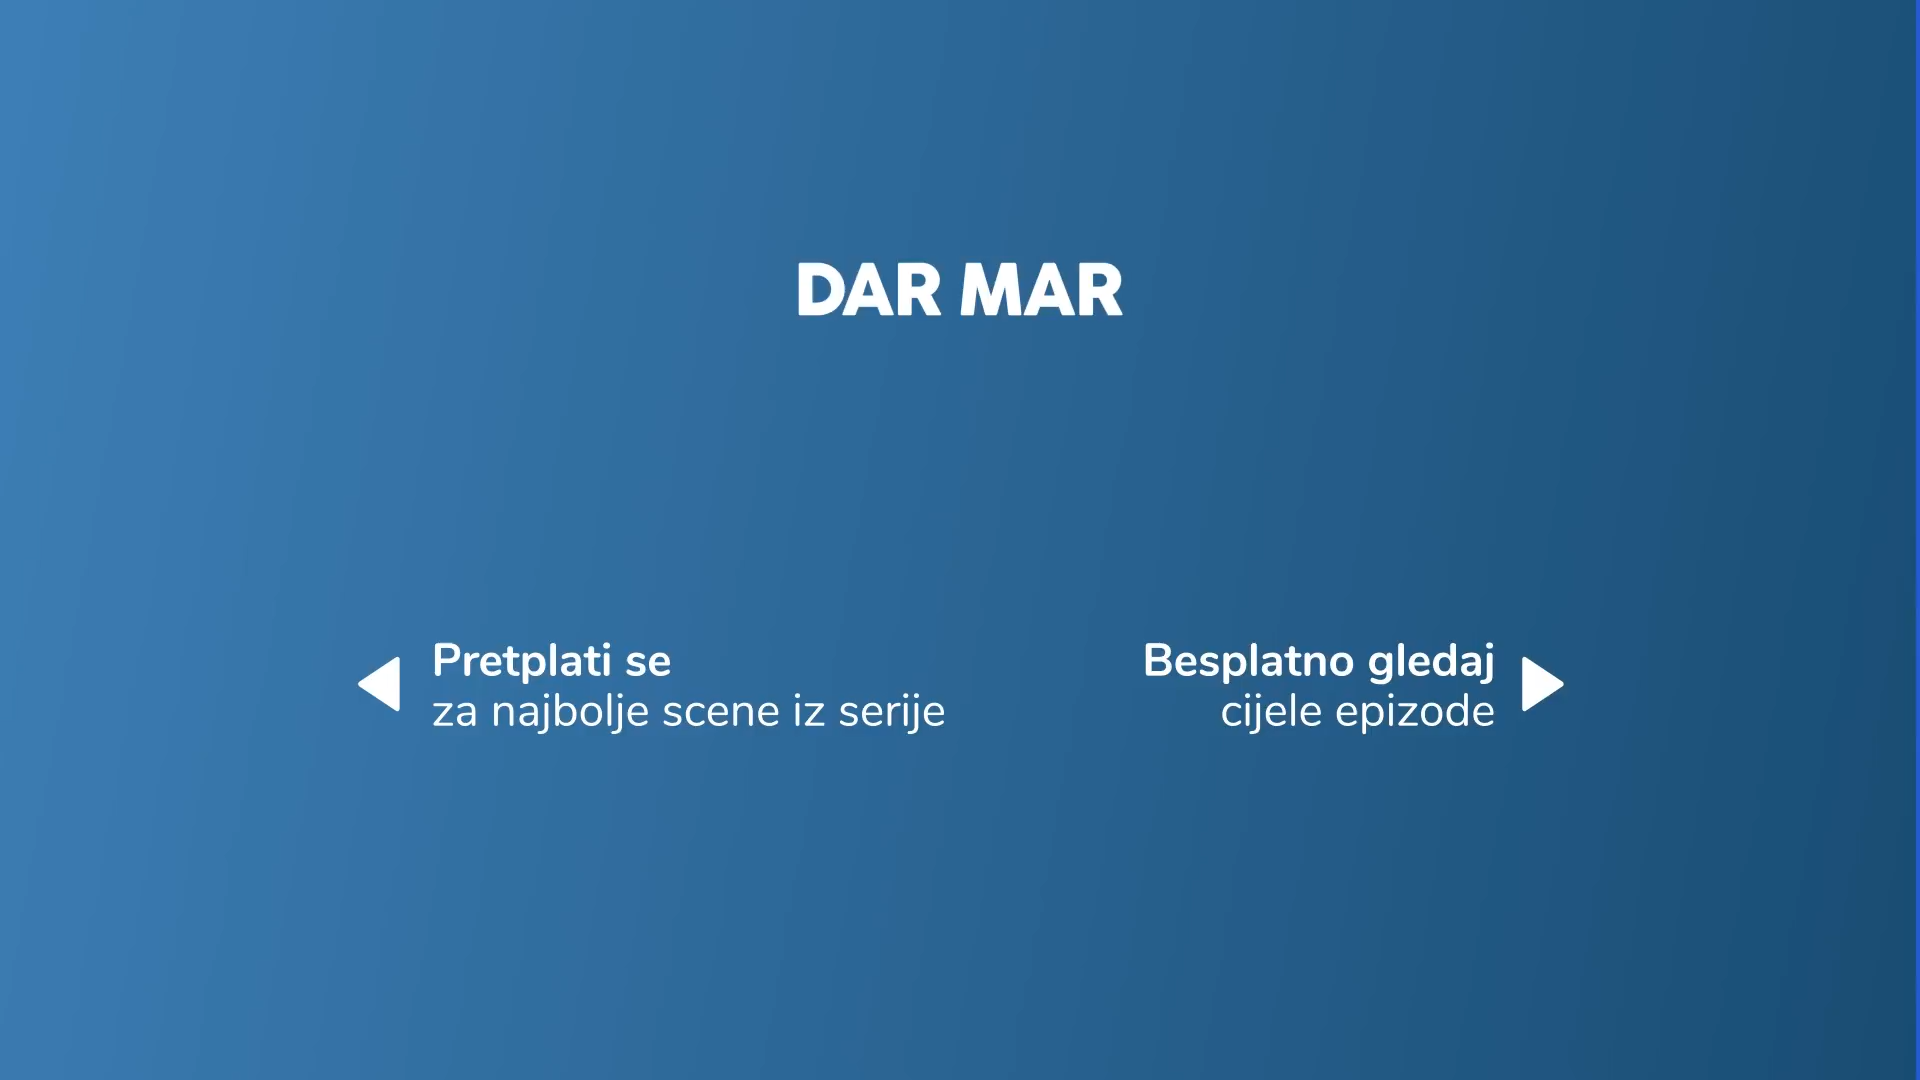 DAR MAR
Pretplati se
za najbolje scene iz serije
Besplatno gledaj
cijele epizode